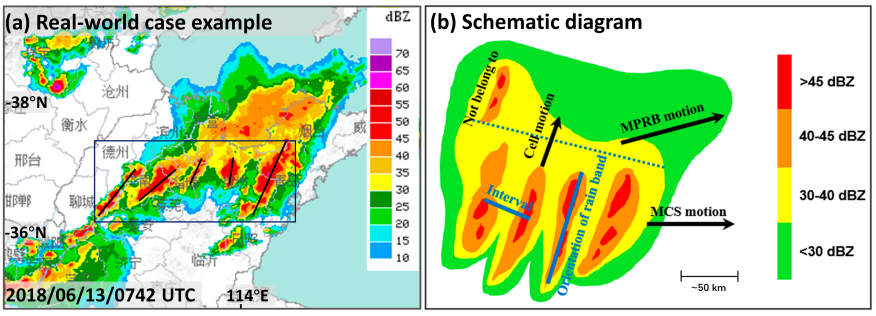 (a) Real-world case example
dBZ
70
65
60
55
50
45
40
35
30
25
20
15
10
沧州
-38°N
衡水
滨州
德州
邢台
聊城
邯郸
-36°N
临沂
2018/06/13/0742 UTC
114°E
(b) Schematic diagram
Not belong to
Cell motion
MPRB motion
Interval
Orientation of rain band
MCS motion
~50 km
>45 dBZ
40-45 dBZ
30-40 dBZ
<30 dBZ